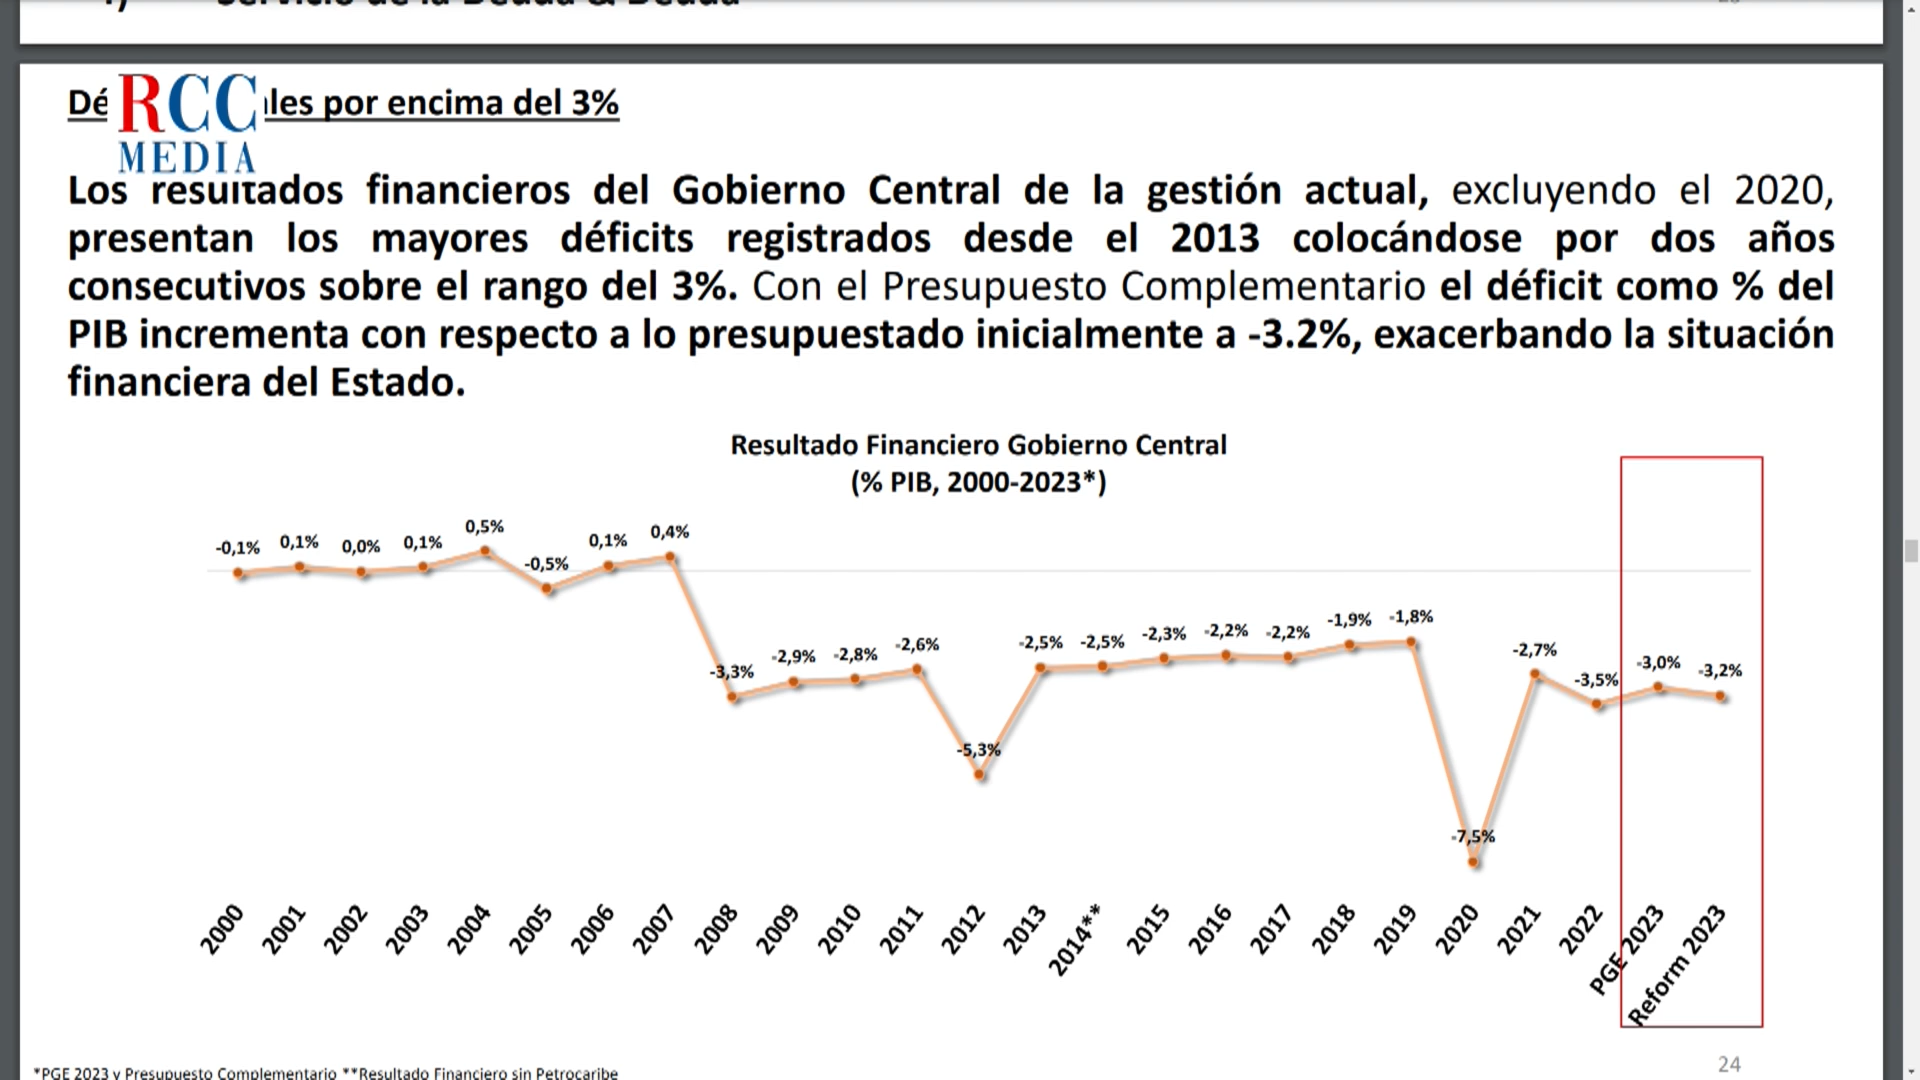 Servicio de la Deuda & Deuda
Dé
RCC
MEDIA
les por encima del 3%
Los resultados financieros del Gobierno Central de la gestión actual, excluyendo el 2020,
presentan los mayores déficits registrados desde el 2013 colocándose por dos años
consecutivos sobre el rango del 3%. Con el Presupuesto Complementario el déficit como % del
PIB incrementa con respecto a lo presupuestado inicialmente a -3.2%, exacerbando la situación
financiera del Estado.
Resultado Financiero Gobierno Central
(% PIB, 2000-2023*)
-0,1% 0,1% 0,0% 0,1% 0,5% -0,5% 0,1% 0,4% -3,3% -2,9% -2,8% -2,6% -5,3% -2,5% -2,5% -2,3% -2,2% -2,2% -1,9% -1,8% -7,5% -2,7% -3,5% -3,0% -3,2%
2000 2001 2002 2003 2004 2005 2006 2007 2008 2009 2010 2011 2012 2013 2014** 2015 2016 2017 2018 2019 2020 2021 2022 PGE 2023 Reform 2023
24
*PGE 2023 y Presupuesto Complementario **Resultado Financiero sin Petrocaribe